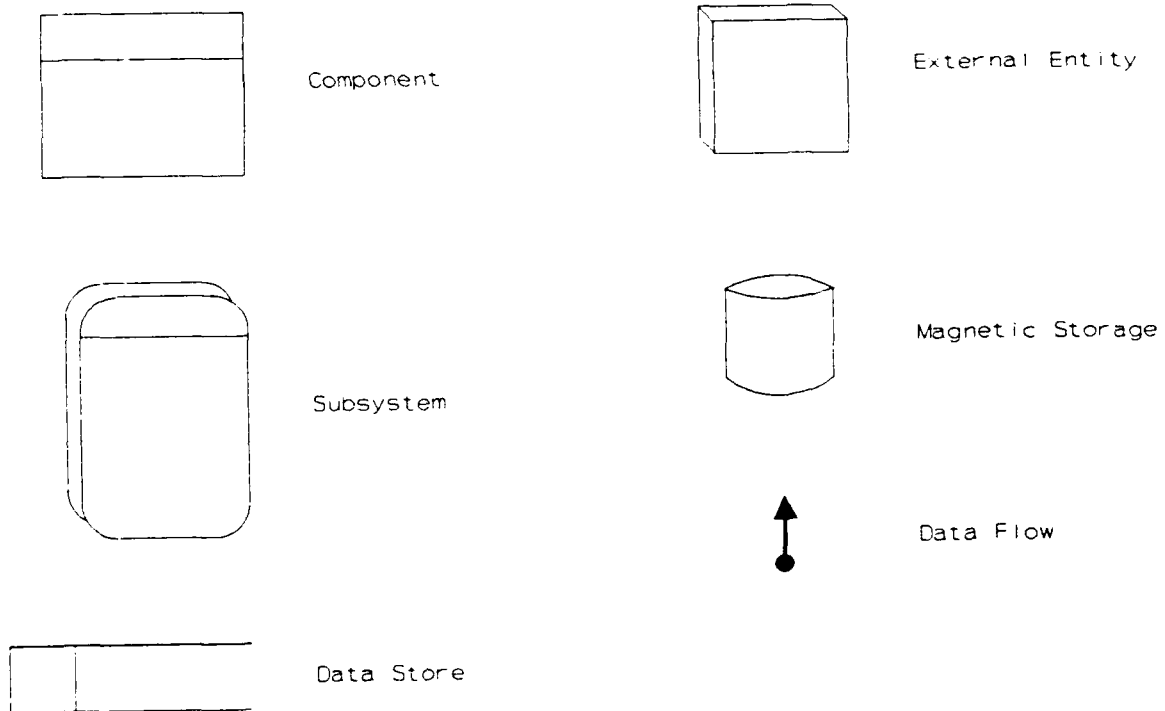 Component
External Entity
Subsystem
Magnetic Storage
Data Flow
Data Store